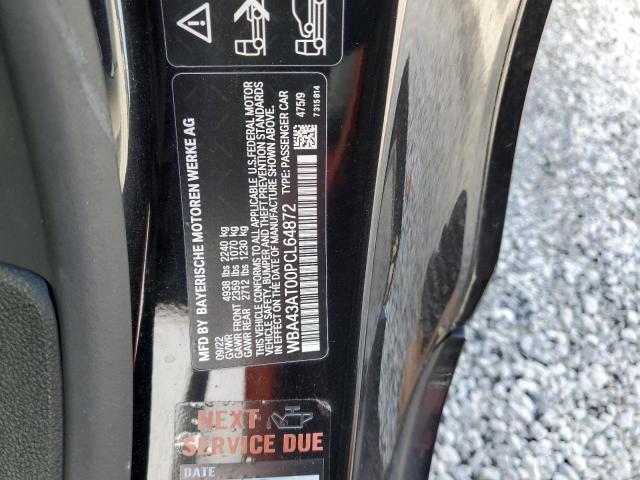 MFD BY BAYERISCHE MOTOREN WERKE AG
09/22
GVWR 4938 lbs 2240 kg
GAWR FRONT 2359 lbs 1070 kg
GAWR REAR 2712 lbs 1230 kg
THIS VEHICLE CONFORMS TO ALL APPLICABLE U.S. FEDERAL MOTOR
VEHICLE SAFETY, BUMPER, AND THEFT PREVENTION STANDARDS
IN EFFECT ON THE DATE OF MANUFACTURE SHOWN ABOVE.
WBA43AT00PCL64872 TYPE: PASSENGER CAR
475/9
7 315 814
NEXT
SERVICE DUE
DATE